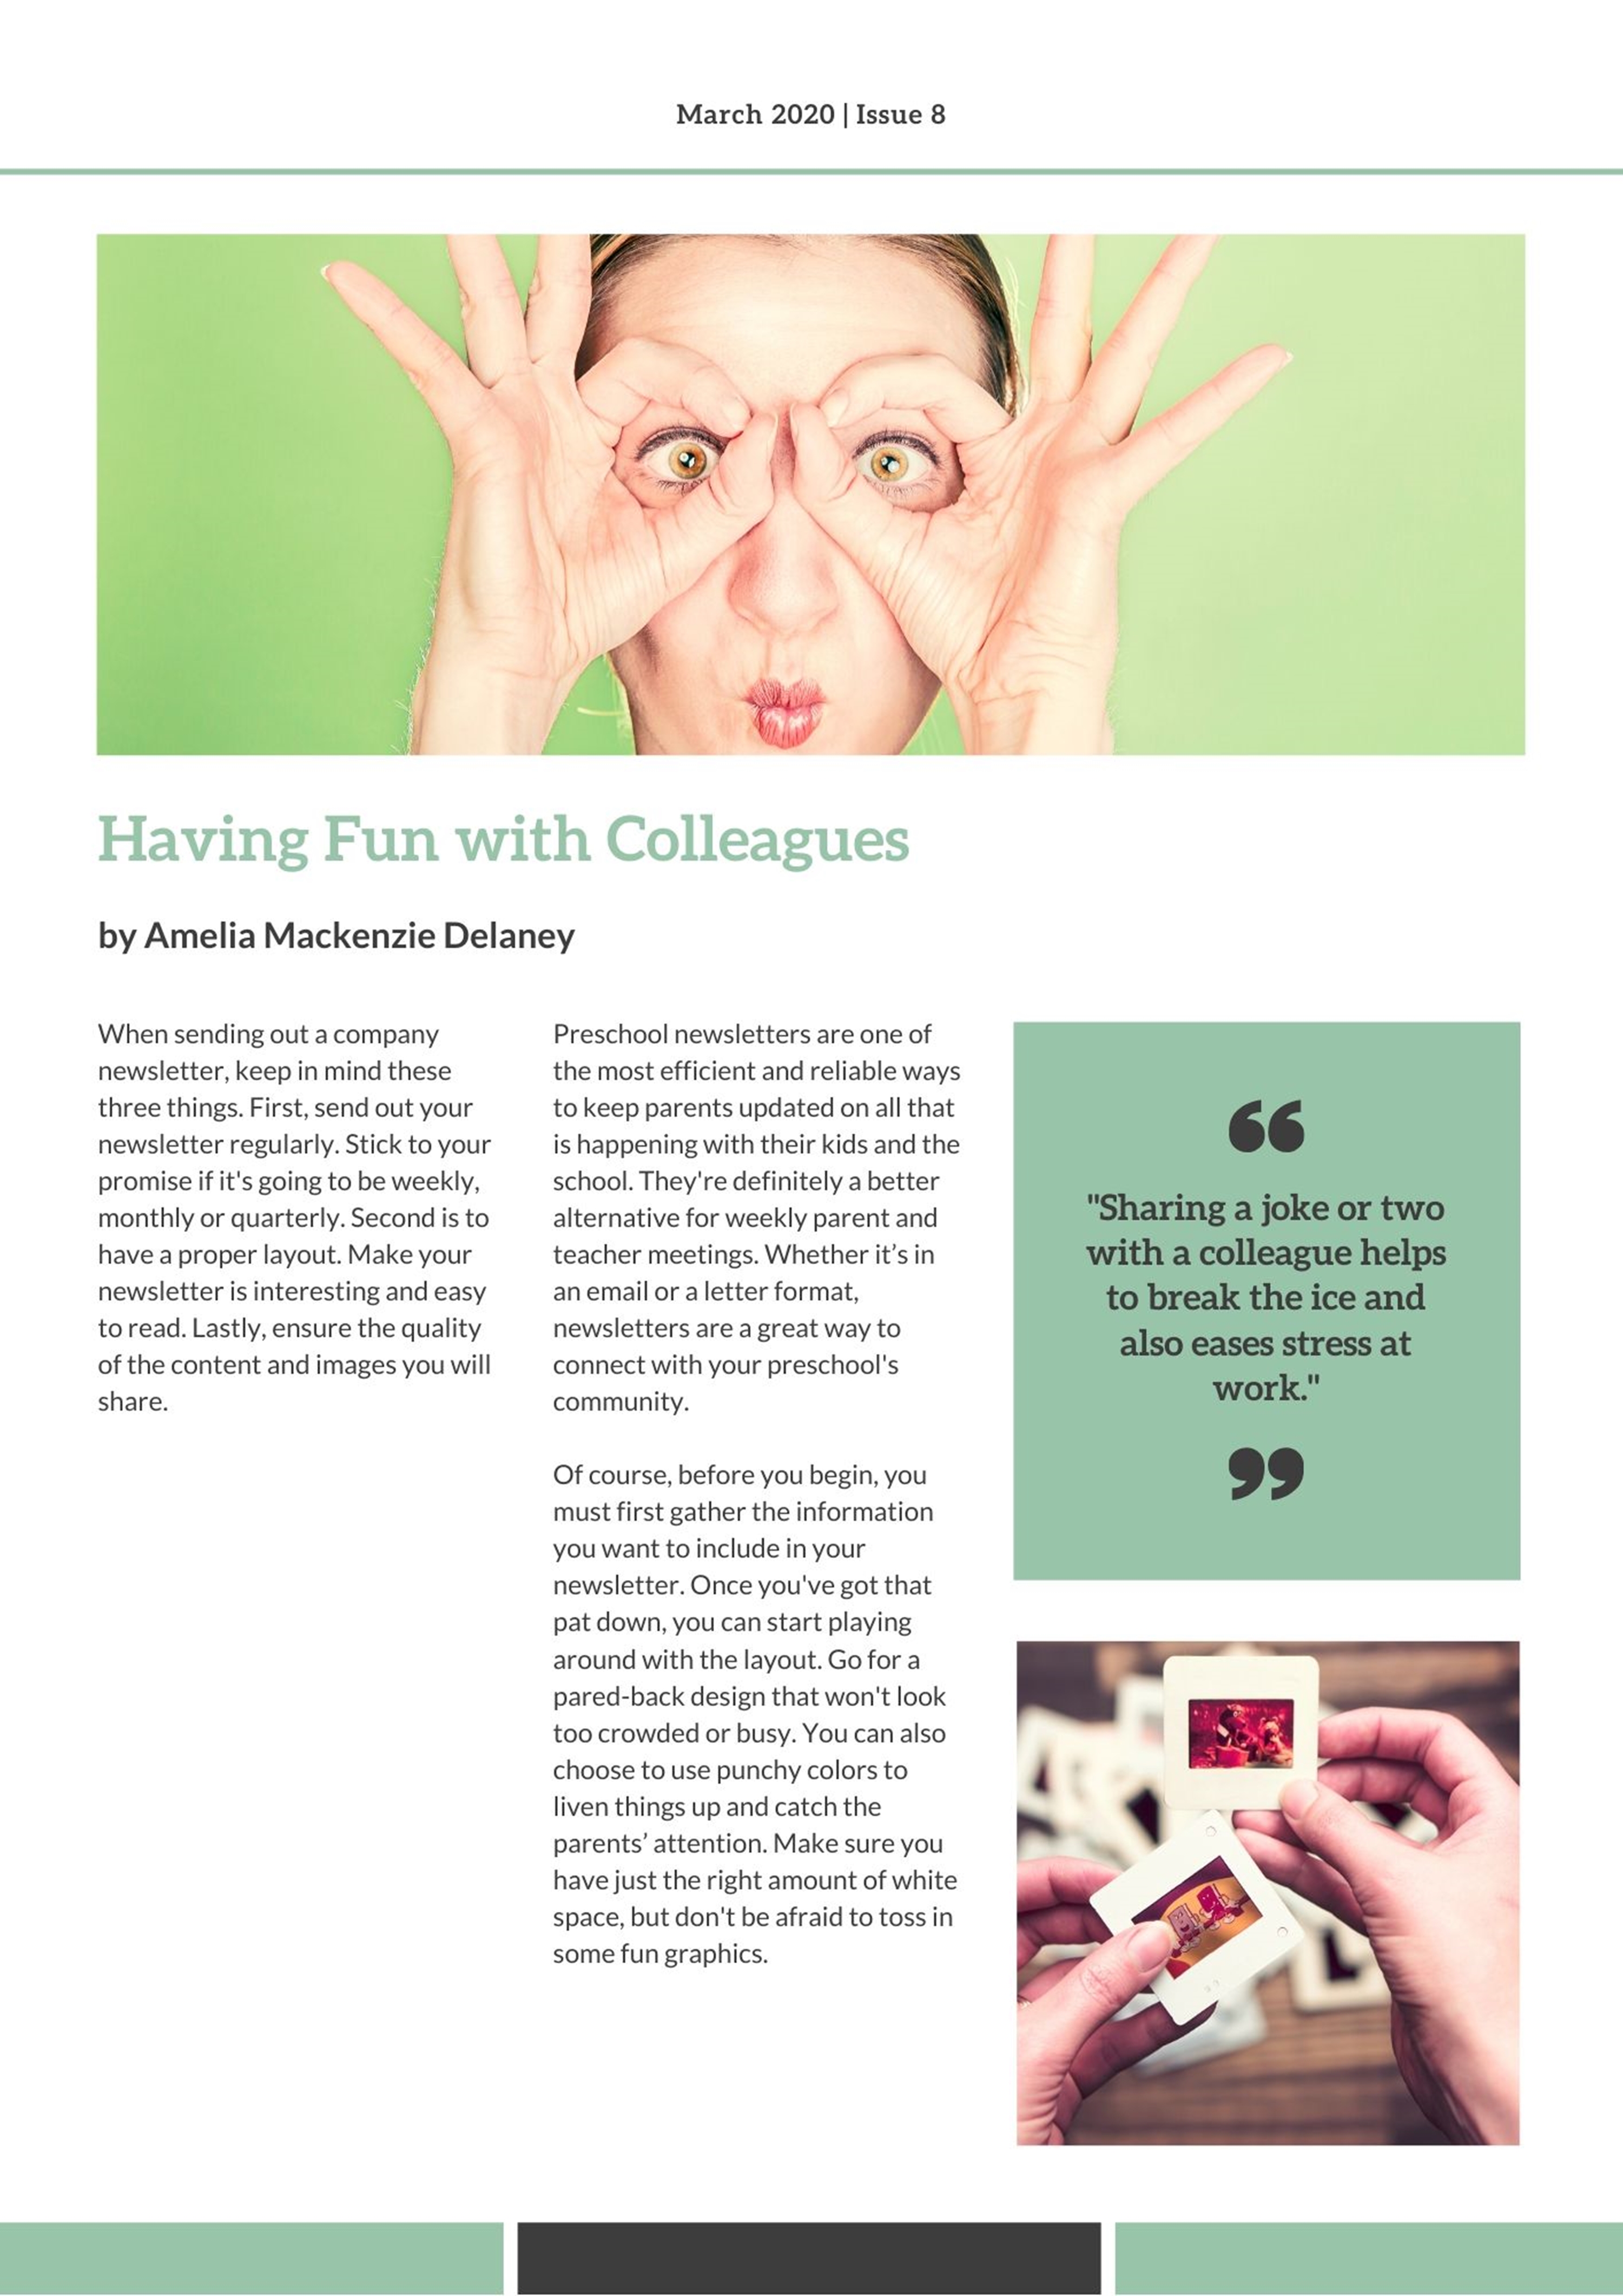 March 2020 | Issue 8
Having Fun with Colleagues
by Amelia Mackenzie Delaney
When sending out a company
newsletter, keep in mind these
three things. First, send out your
newsletter regularly. Stick to your
promise if it's going to be weekly,
monthly or quarterly. Second is to
have a proper layout. Make your
newsletter is interesting and easy
to read. Lastly, ensure the quality
of the content and images you will
share.
Preschool newsletters are one of
the most efficient and reliable ways
to keep parents updated on all that
is happening with their kids and the
school. They're definitely a better
alternative for weekly parent and
teacher meetings. Whether it’s in
an email or a letter format,
newsletters are a great way to
connect with your preschool's
community.
Of course, before you begin, you
must first gather the information
you want to include in your
newsletter. Once you've got that
pat down, you can start playing
around with the layout. Go for a
pared-back design that won't look
too crowded or busy. You can also
choose to use punchy colors to
liven things up and catch the
parents’ attention. Make sure you
have just the right amount of white
space, but don't be afraid to toss in
some fun graphics.
“
"Sharing a joke or two
with a colleague helps
to break the ice and
also eases stress at
work."
”